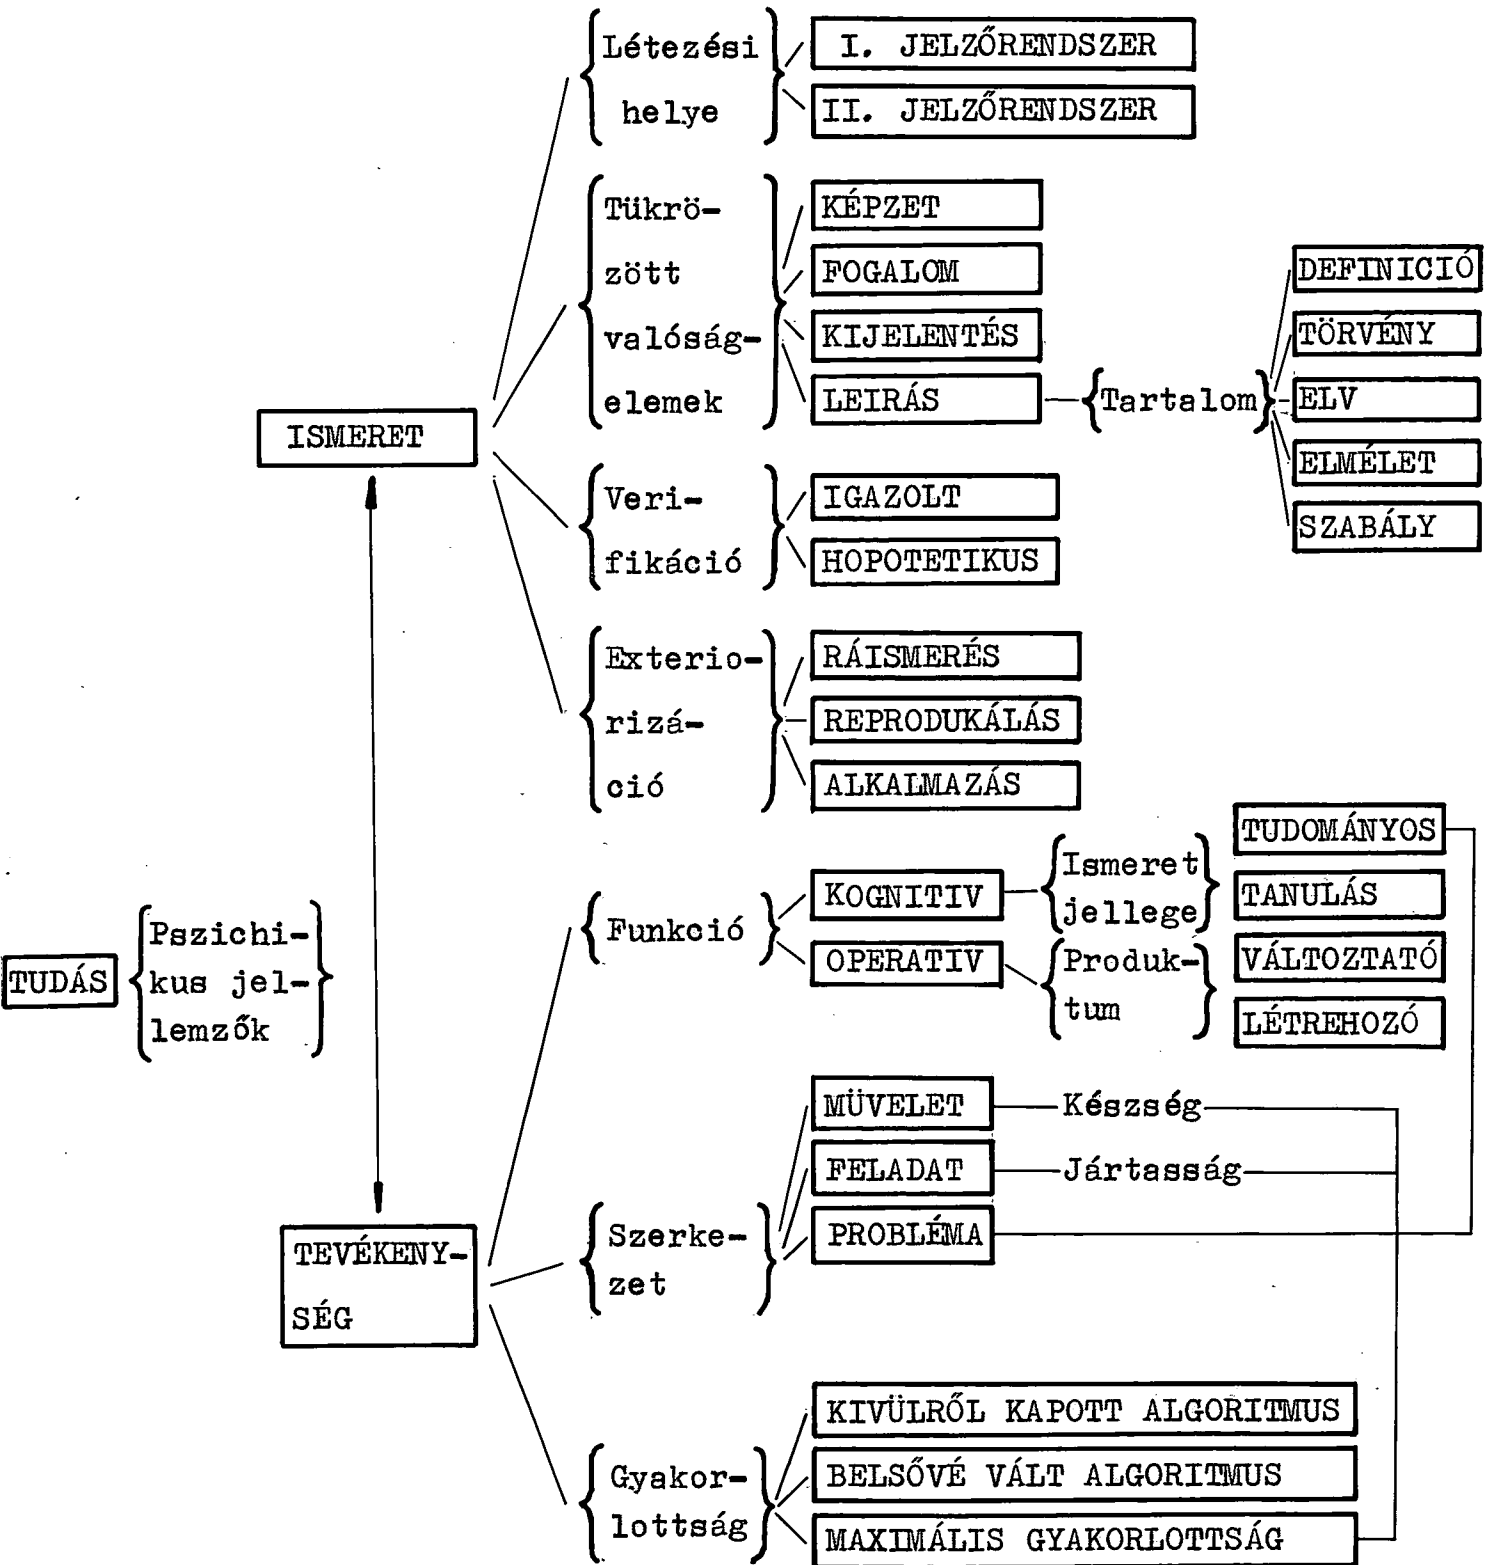 Létezési
helye
I. JELZŐRENDSZER
II. JELZŐRENDSZER
Tükrö-
zött
valóság-
elemek
KÉPZET
FOGALOM
KIJELENTÉS
LEIRÁS
Tartalom
DEFINICIÓ
TÖRVÉNY
ELV
ELMÉLET
SZABÁLY
ISMERET
Veri-
fikáció
IGAZOLT
HOPOTETIKUS
Exterio-
rizá-
ció
RÁISMERÉS
REPRODUKÁLÁS
ALKALMAZÁS
TUDÁS
Pszichi-
kus jel-
lemzők
Funkció
KOGNITIV
OPERATIV
Ismeret
jellege
Produk-
tum
TUDOMÁNYOS
TANULÁS
VÁLTOZTATÓ
LÉTREHOZÓ
TEVÉKENY-
SÉG
Szerke-
zet
MÜVELET
Készség
FELADAT
Jártasság
PROBLÉMA
Gyakor-
lottság
KIVÜLRŐL KAPOTT ALGORITMUS
BELSŐVÉ VÁLT ALGORITMUS
MAXIMÁLIS GYAKORLOTTSÁG